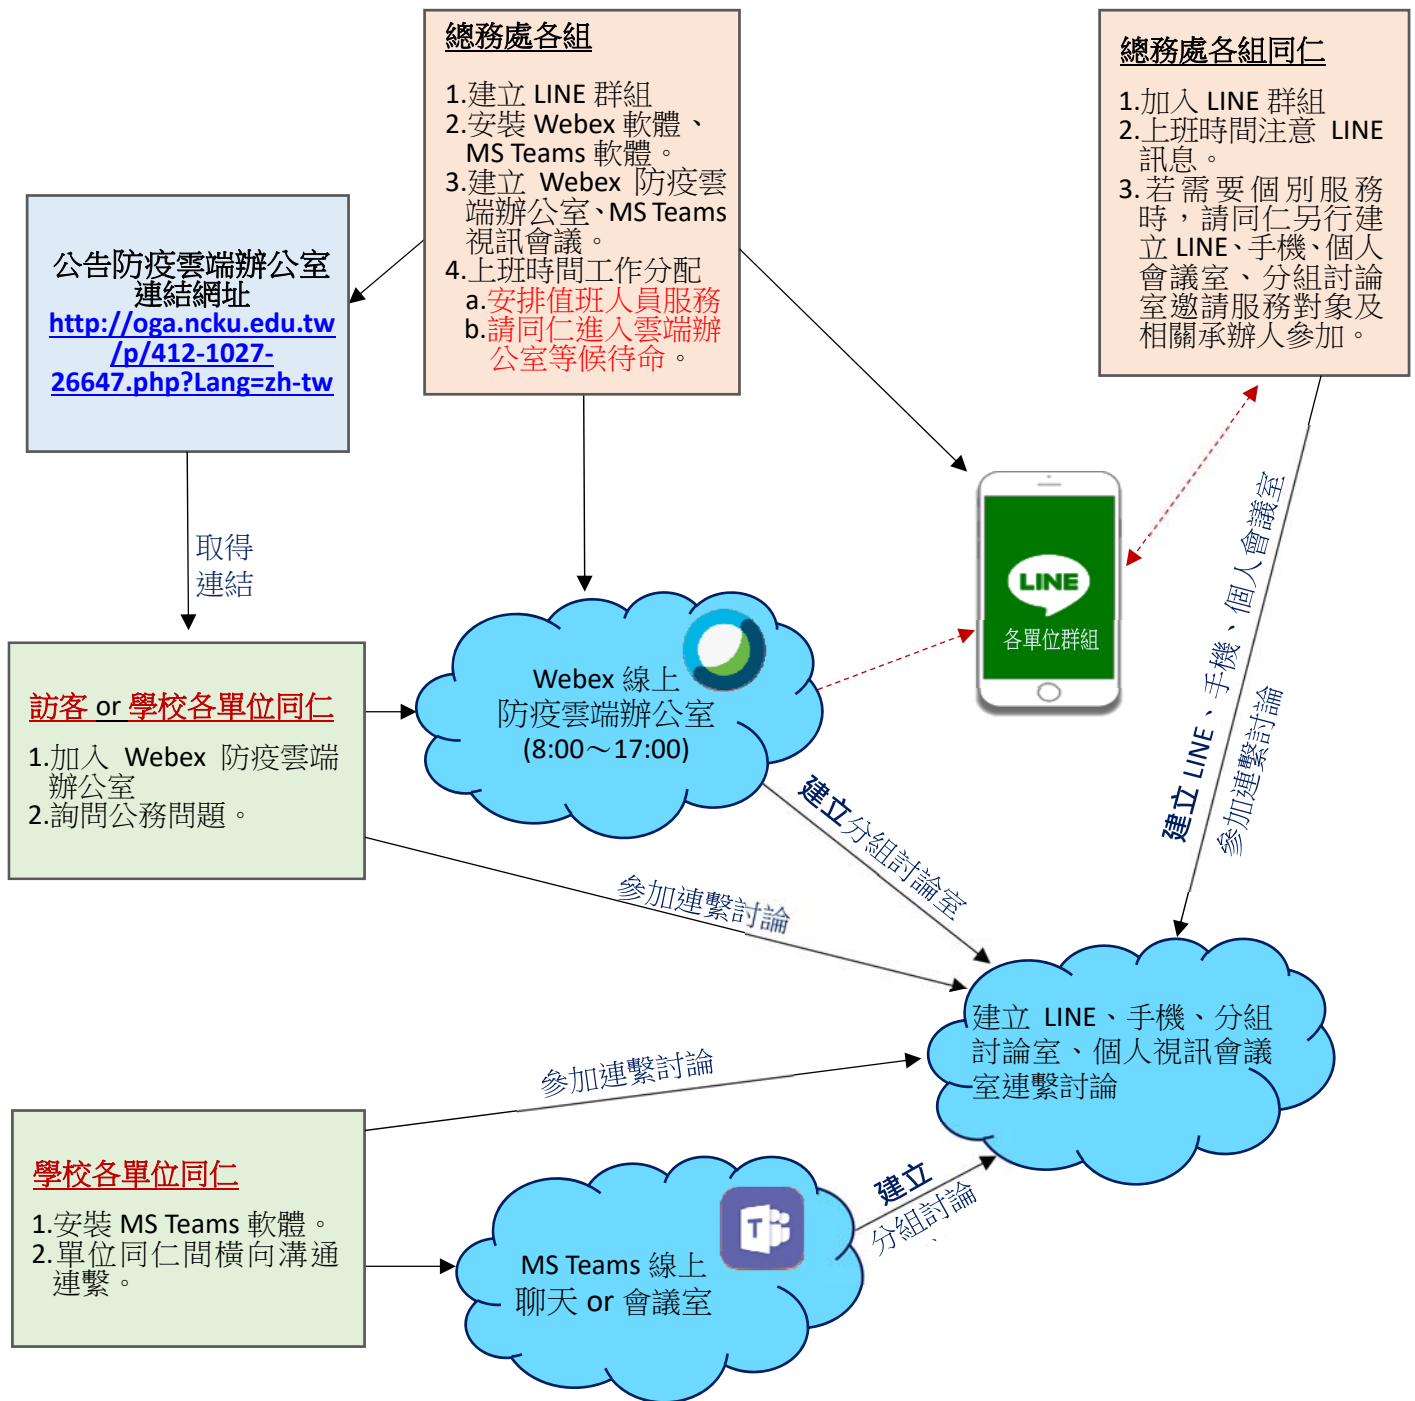 總務處各組
1.建立 LINE 群組
2.安裝 Webex 軟體、
MS Teams 軟體。
3.建立 Webex 防疫雲
端辦公室、MS Teams
視訊會議。
4.上班時間工作分配
a.安排值班人員服務
b.請同仁進入雲端辦
公室等候待命。
總務處各組同仁
1.加入 LINE 群組
2.上班時間注意 LINE
訊息。
3.若需要個別服務
時，請同仁另行建
立 LINE、手機、個人
會議室、分組討論
室邀請服務對象及
相關承辦人參加。
公告防疫雲端辦公室
連結網址
http://oga.ncku.edu.tw
/p/412-1027-
26647.php?Lang=zh-tw
取得
連結
LINE
各單位群組
建立 LINE、手機、個人會議室
參加連繫討論
訪客 or 學校各單位同仁
1.加入 Webex 防疫雲端
辦公室
2.詢問公務問題。
Webex 線上
防疫雲端辦公室
(8:00～17:00)
建立分組討論室
參加連繫討論
建立 LINE、手機、分組
討論室、個人視訊會議
室連繫討論
參加連繫討論
學校各單位同仁
1.安裝 MS Teams 軟體。
2.單位同仁間橫向溝通
連繫。
T
MS Teams 線上
聊天 or 會議室
建立
分組討論